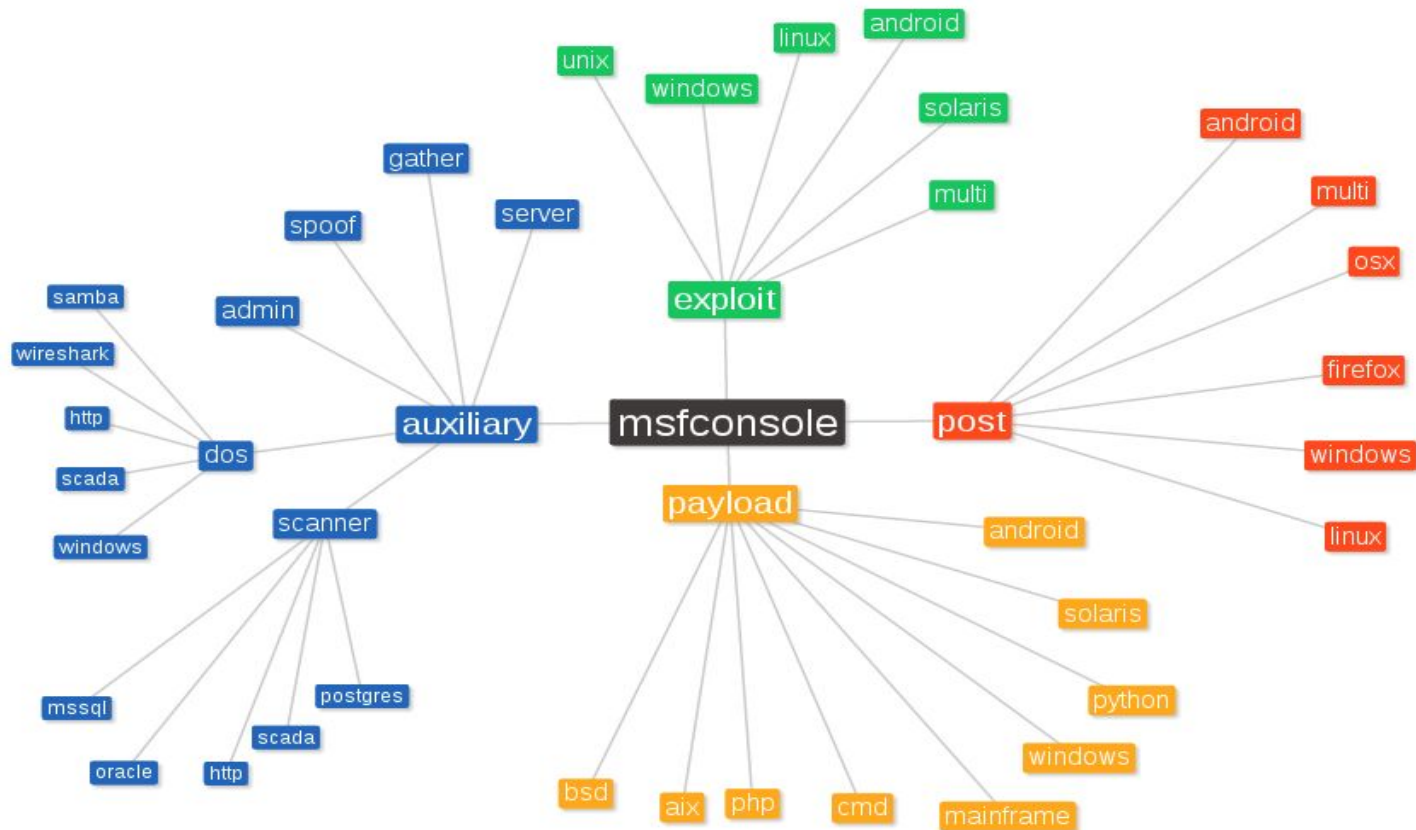 android
linux
unix
windows
solaris
android
gather
multi
multi
server
spoof
osx
samba
exploit
admin
wireshark
firefox
http
auxiliary
msfconsole
post
dos
windows
scada
payload
scanner
android
linux
windows
solaris
postgres
python
mssql
scada
windows
oracle
http
bsd
aix
php
cmd
mainframe